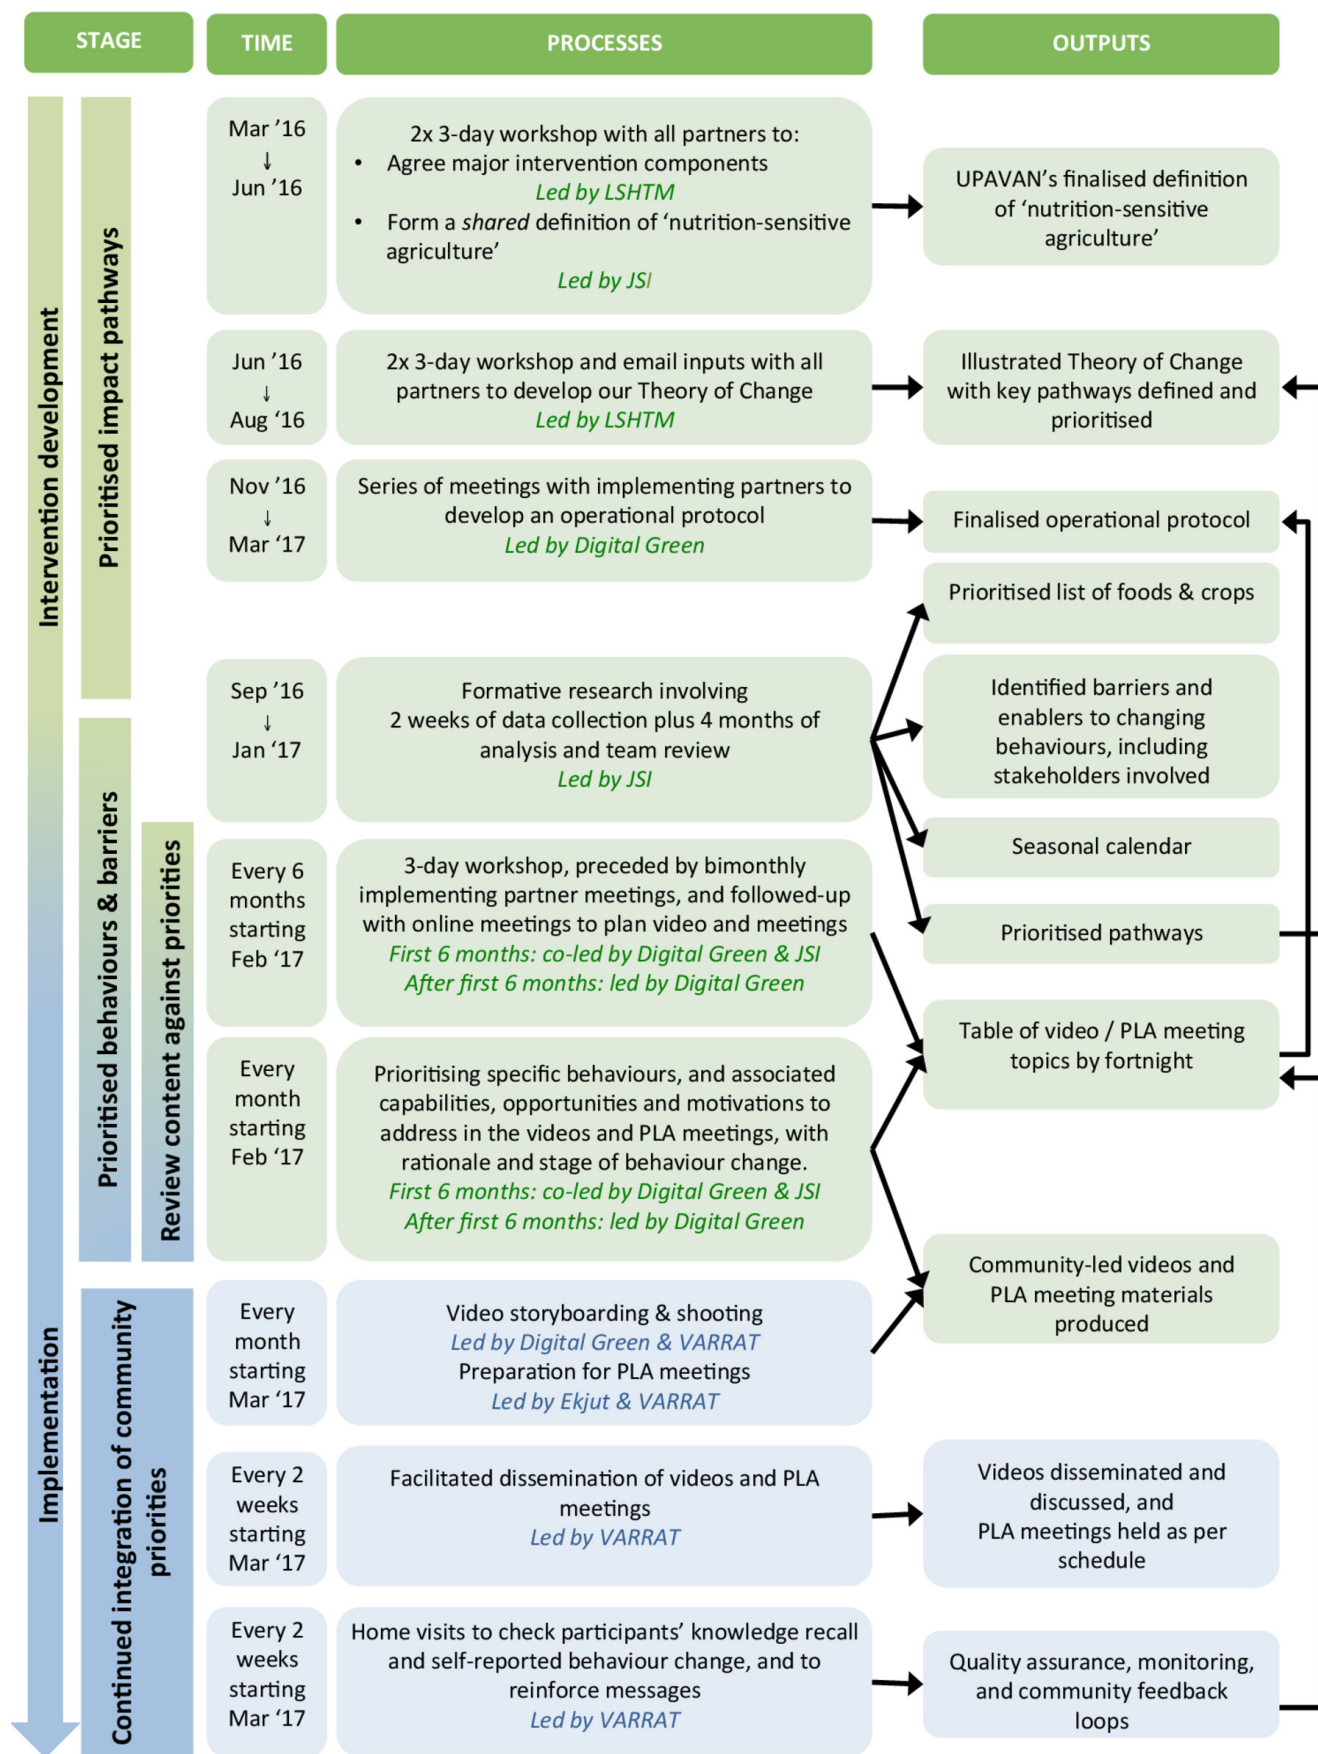 STAGE
TIME
PROCESSES
OUTPUTS
Intervention development
Implementation
Prioritised impact pathways
Prioritised behaviours & barriers
Review content against priorities
Continued integration of community
priorities
Mar ’16
↓
Jun ’16
2x 3-day workshop with all partners to:
• Agree major intervention components
Led by LSHTM
• Form a shared definition of ‘nutrition-sensitive
agriculture’
Led by JSI
UPAVAN’s finalised definition
of ‘nutrition-sensitive
agriculture’
Jun ’16
↓
Aug ‘16
2x 3-day workshop and email inputs with all
partners to develop our Theory of Change
Led by LSHTM
Illustrated Theory of Change
with key pathways defined and
prioritised
Nov ’16
↓
Mar ’17
Series of meetings with implementing partners to
develop an operational protocol
Led by Digital Green
Finalised operational protocol
Prioritised list of foods & crops
Sep ’16
↓
Jan ‘17
Formative research involving
2 weeks of data collection plus 4 months of
analysis and team review
Led by JSI
Identified barriers and
enablers to changing
behaviours, including
stakeholders involved
Seasonal calendar
Prioritised pathways
Every 6
months
starting
Feb ‘17
3-day workshop, preceded by bimonthly
implementing partner meetings, and followed-up
with online meetings to plan video and meetings
First 6 months: co-led by Digital Green & JSI
After first 6 months: led by Digital Green
Table of video / PLA meeting
topics by fortnight
Every
month
starting
Feb ‘17
Prioritising specific behaviours, and associated
capabilities, opportunities and motivations to
address in the videos and PLA meetings, with
rationale and stage of behaviour change.
First 6 months: co-led by Digital Green & JSI
After first 6 months: led by Digital Green
Community-led videos and
PLA meeting materials
produced
Every
month
starting
Mar ‘17
Video storyboarding & shooting
Led by Digital Green & VARRAT
Preparation for PLA meetings
Led by Ekjut & VARRAT
Every 2
weeks
starting
Mar ‘17
Facilitated dissemination of videos and PLA
meetings
Led by VARRAT
Videos disseminated and
discussed, and
PLA meetings held as per
schedule
Every 2
weeks
starting
Mar ‘17
Home visits to check participants’ knowledge recall
and self-reported behaviour change, and to
reinforce messages
Led by VARRAT
Quality assurance, monitoring,
and community feedback
loops